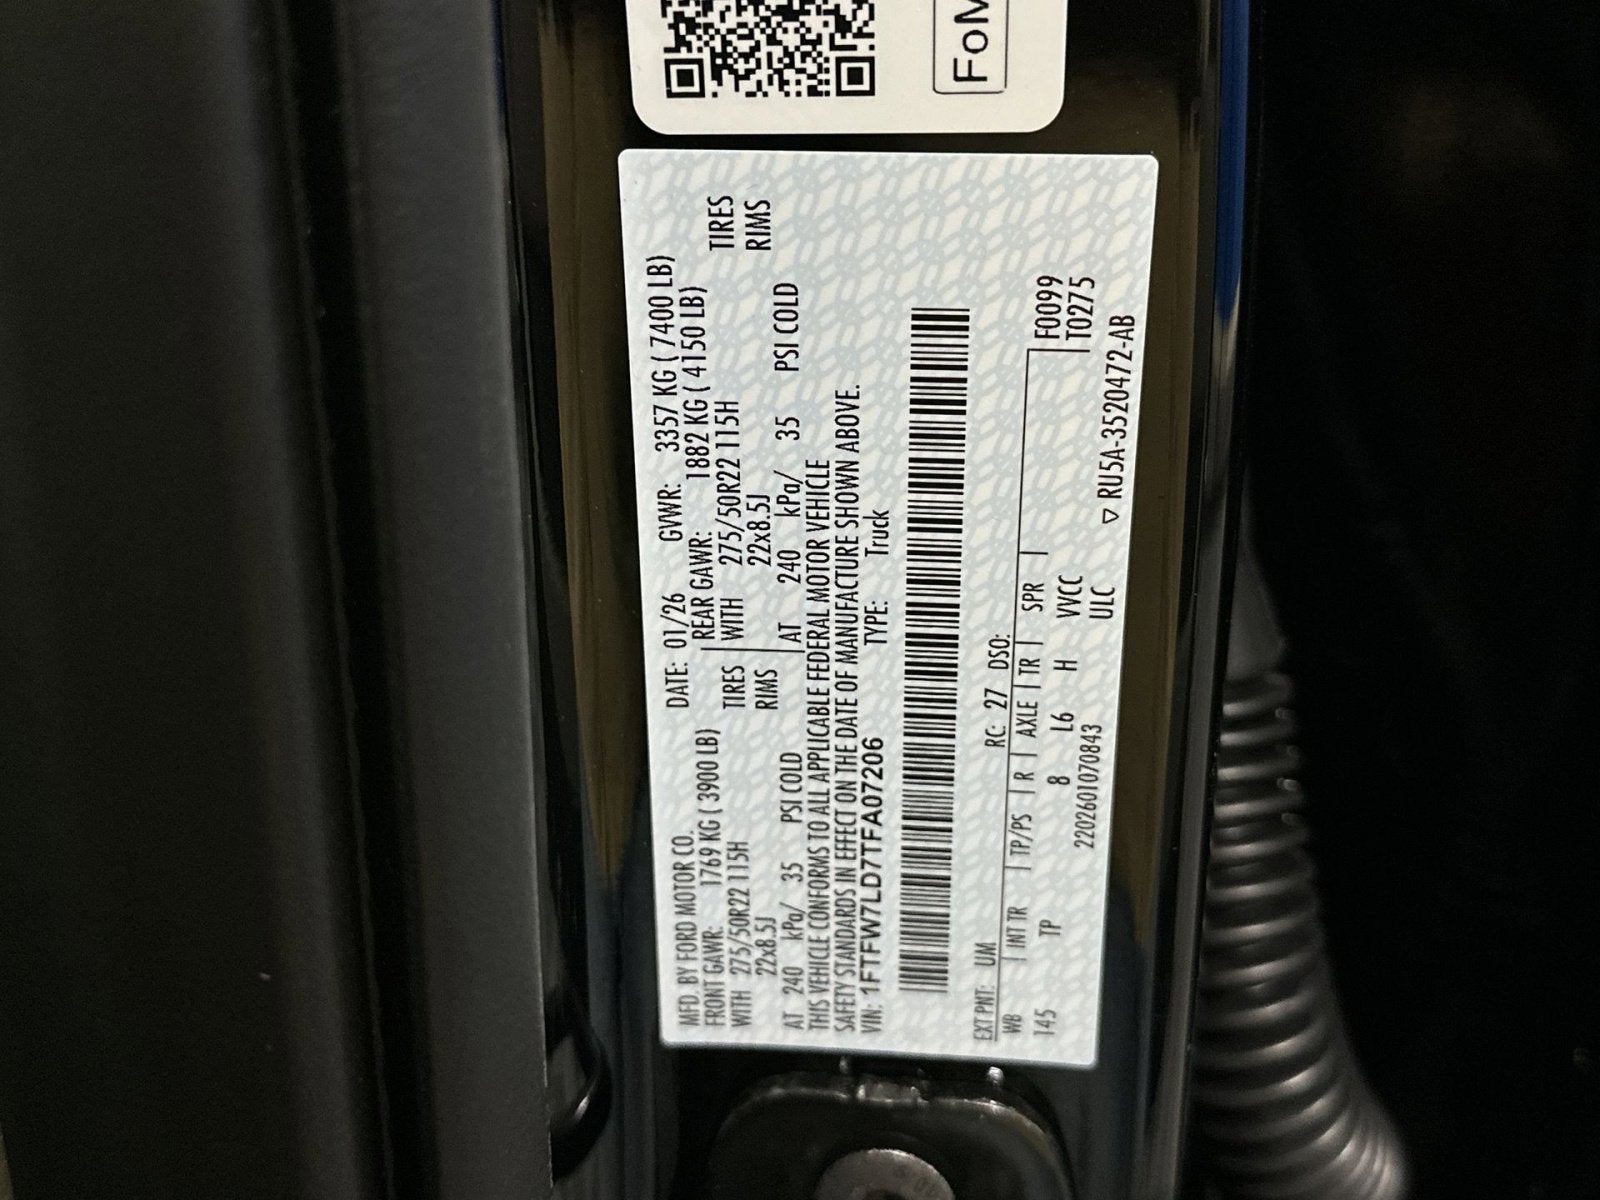 FoM
MFD. BY FORD MOTOR CO. DATE: 01/26 GVWR: 3357 KG ( 7400 LB)
FRONT GAWR: 1769 KG ( 3900 LB) REAR GAWR: 1882 KG ( 4150 LB)
WITH 275/50R22 115H TIRES WITH 275/50R22 115H TIRES
22x8.5J RIMS 22x8.5J RIMS
AT 240 kPa/ 35 PSI COLD AT 240 kPa/ 35 PSI COLD
THIS VEHICLE CONFORMS TO ALL APPLICABLE FEDERAL MOTOR VEHICLE
SAFETY STANDARDS IN EFFECT ON THE DATE OF MANUFACTURE SHOWN ABOVE.
VIN: 1FTFW7LD7TFA07206 TYPE: Truck
EXT PNT: UM RC: 27 DSO:
WB INT TR TP/PS R AXLE TR SPR F0099
145 TP 8 L6 H VVCC T0275
2202601070843 ULC
▽ RU5A-3520472-AB